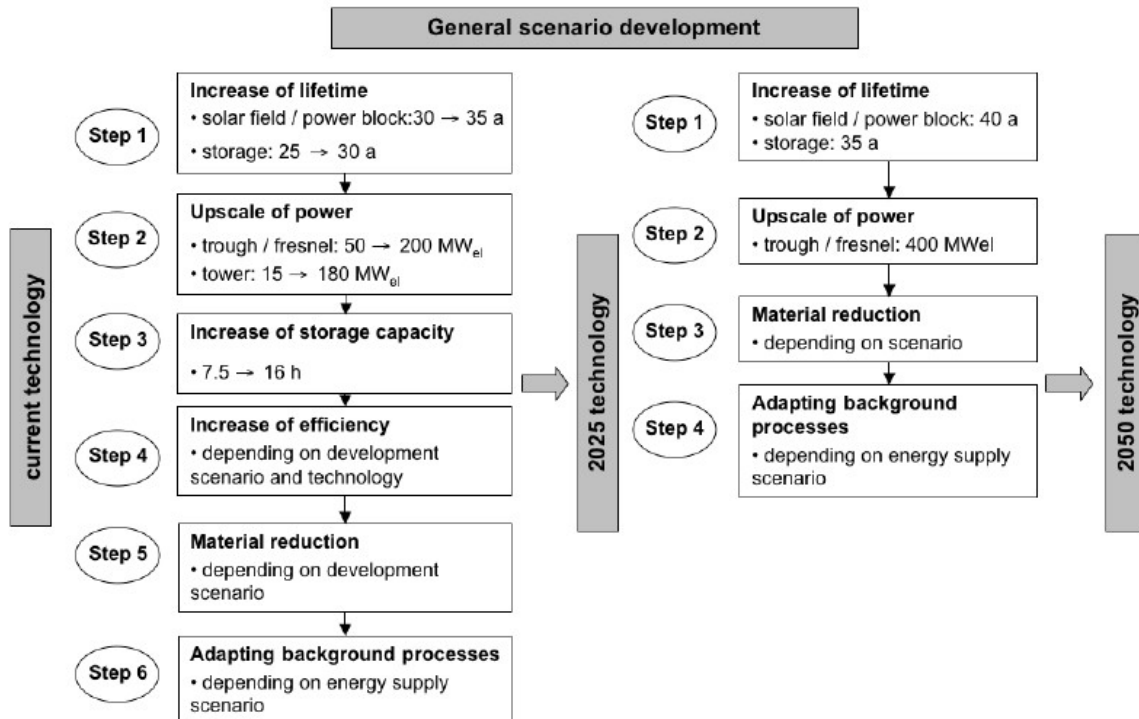 General scenario development
current technology
Step 1
Increase of lifetime
• solar field / power block:30 → 35 a
• storage: 25 → 30 a
Step 2
Upscale of power
• trough / fresnel: 50 → 200 MWel
• tower: 15 → 180 MWel
Step 3
Increase of storage capacity
• 7.5 → 16 h
Step 4
Increase of efficiency
• depending on development
scenario and technology
Step 5
Material reduction
• depending on development
scenario
Step 6
Adapting background processes
• depending on energy supply
scenario
2025 technology
Step 1
Increase of lifetime
• solar field / power block: 40 a
• storage: 35 a
Step 2
Upscale of power
• trough / fresnel: 400 MWel
Step 3
Material reduction
• depending on scenario
Step 4
Adapting background
processes
• depending on energy supply
scenario
2050 technology